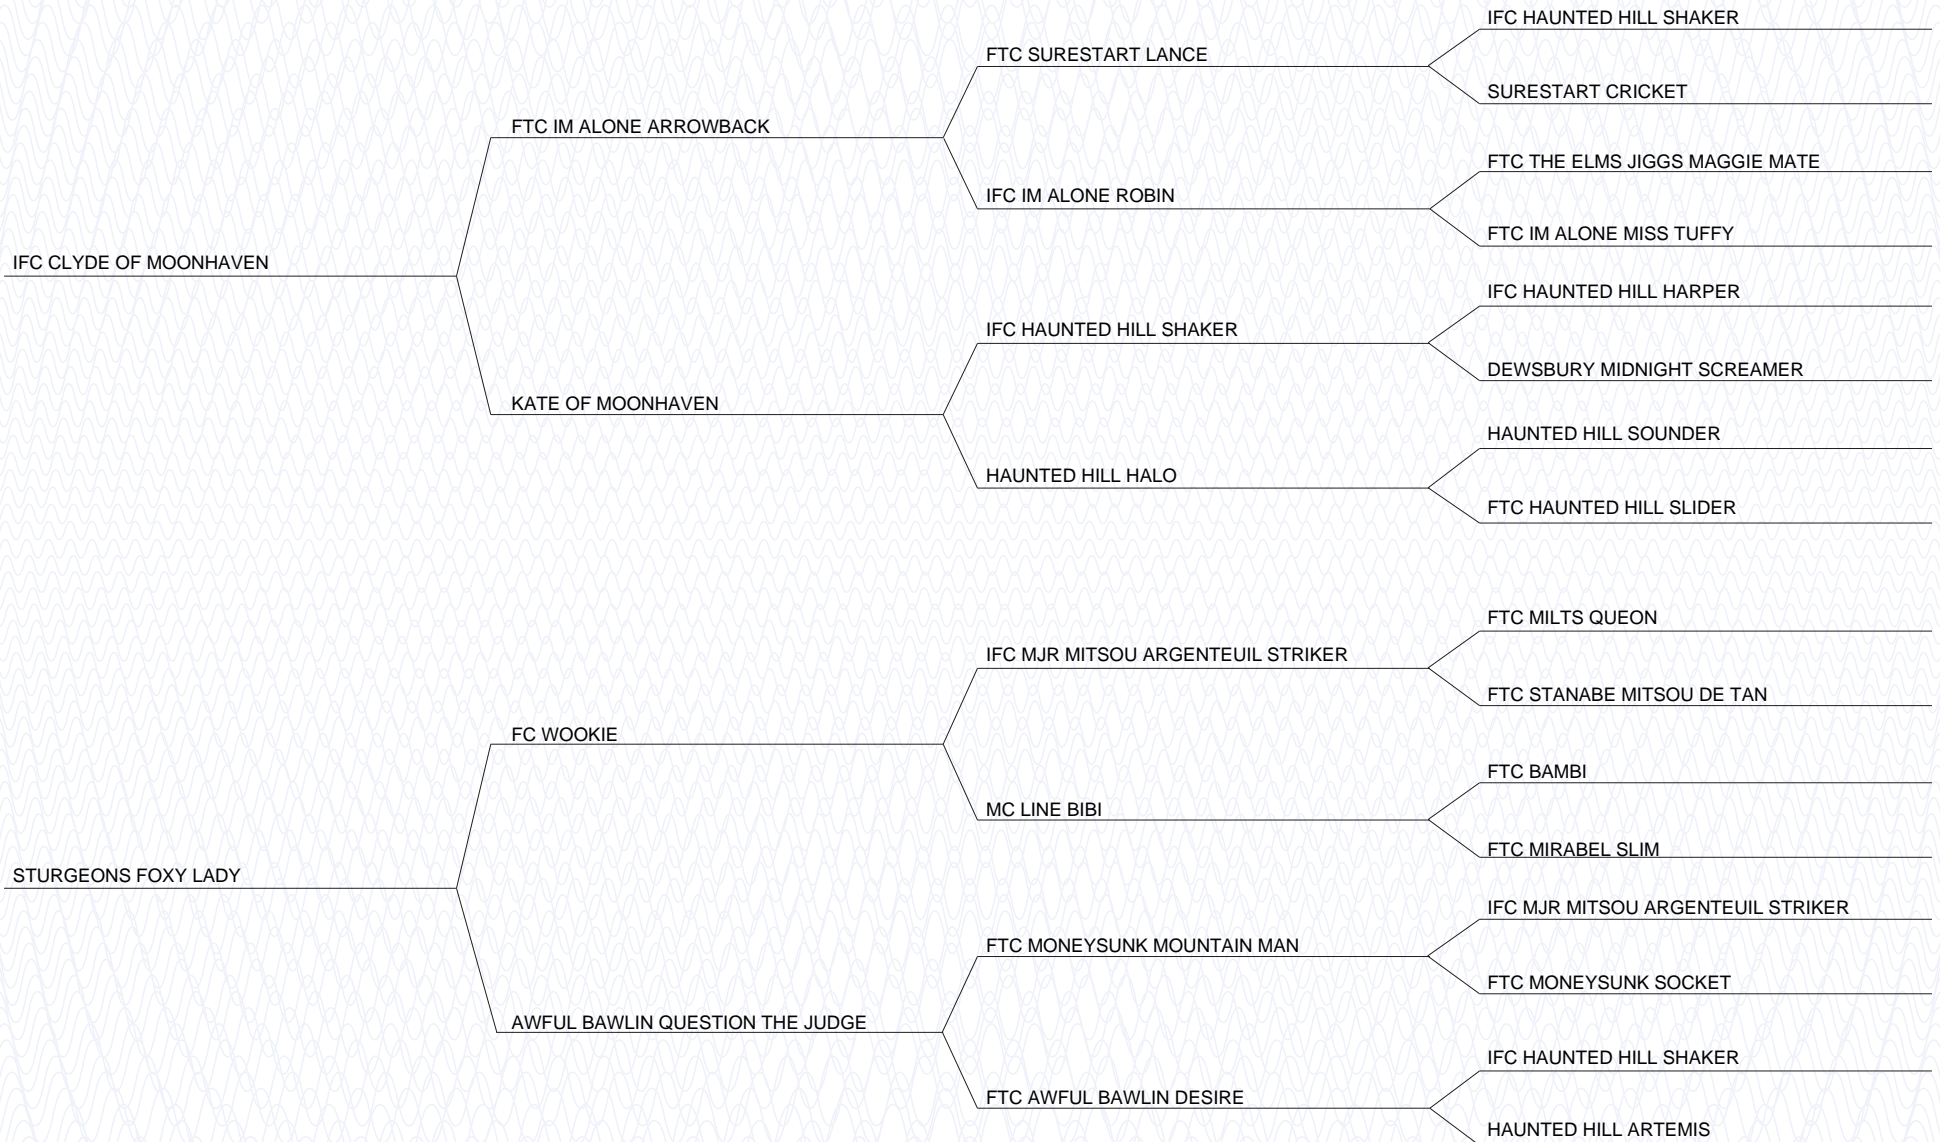 IFC HAUNTED HILL SHAKER
FTC SURESTART LANCE
SURESTART CRICKET
FTC IM ALONE ARROWBACK
FTC THE ELMS JIGGS MAGGIE MATE
IFC IM ALONE ROBIN
FTC IM ALONE MISS TUFFY
IFC CLYDE OF MOONHAVEN
IFC HAUNTED HILL HARPER
IFC HAUNTED HILL SHAKER
DEWSBURY MIDNIGHT SCREAMER
KATE OF MOONHAVEN
HAUNTED HILL SOUNDER
HAUNTED HILL HALO
FTC HAUNTED HILL SLIDER
FTC MILTS QUEON
IFC MJR MITSOU ARGENTEUIL STRIKER
FTC STANABE MITSOU DE TAN
FC WOOKIE
FTC BAMBI
MC LINE BIBI
FTC MIRABEL SLIM
STURGEONS FOXY LADY
IFC MJR MITSOU ARGENTEUIL STRIKER
FTC MONEYSUNK MOUNTAIN MAN
FTC MONEYSUNK SOCKET
AWFUL BAWLIN QUESTION THE JUDGE
IFC HAUNTED HILL SHAKER
FTC AWFUL BAWLIN DESIRE
HAUNTED HILL ARTEMIS